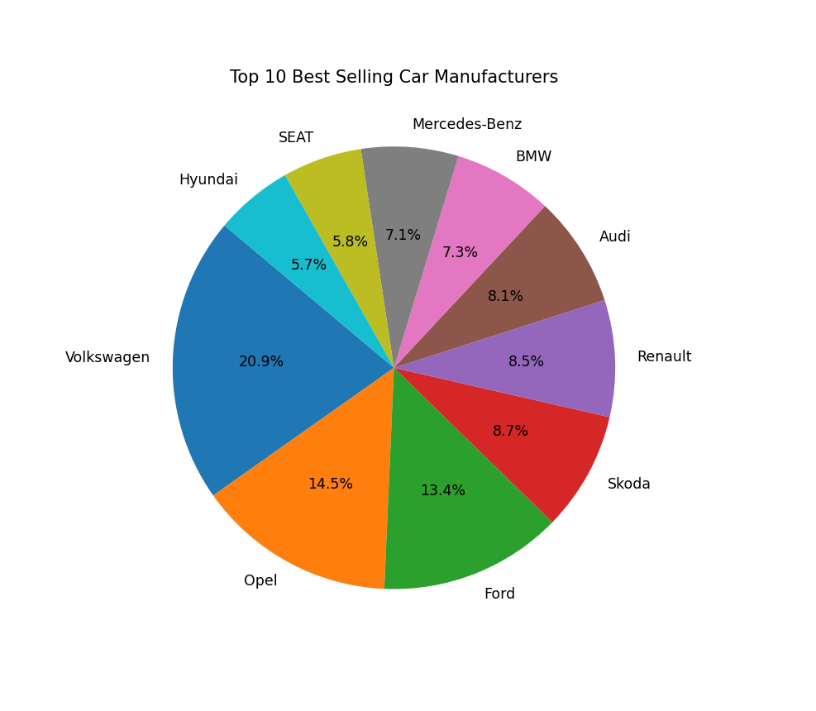 Top 10 Best Selling Car Manufacturers
Mercedes-Benz
SEAT
BMW
Hyundai
Audi
7.1%
5.8%
7.3%
5.7%
8.1%
Volkswagen
20.9%
8.5%
Renault
8.7%
14.5%
13.4%
Skoda
Opel
Ford